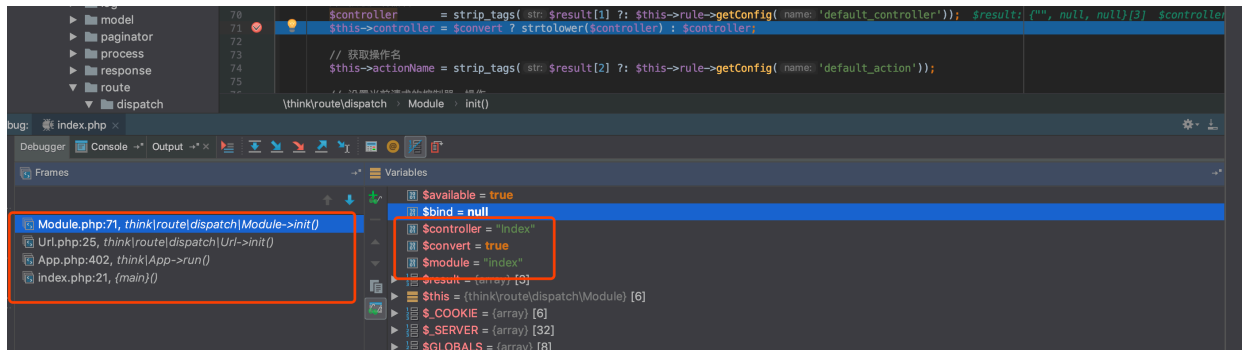 model
paginator
process
response
route
dispatch
70 $controller = strip_tags( str: $result[1] ?: $this->rule->getConfig( name: 'default_controller')); $result: {"", null, null}[3] $controller
71 $this->controller = $convert ? strtolower($controller) : $controller;
72
73 // 获取操作名
74 $this->actionName = strip_tags( str: $result[2] ?: $this->rule->getConfig( name: 'default_action'));
75
\think\route\dispatch › Module › init()
bug: index.php ×
Debugger Console Output ×
Frames
Variables
Module.php:71, think\route\dispatch\Module->init()
Url.php:25, think\route\dispatch\Url->init()
App.php:402, think\App->run()
index.php:21, {main}()
$available = true
$bind = null
$controller = "Index"
$convert = true
$module = "index"
$result = {array} [3]
$this = {think\route\dispatch\Module} [6]
$_COOKIE = {array} [6]
$_SERVER = {array} [32]
$GLOBALS = {array} [8]